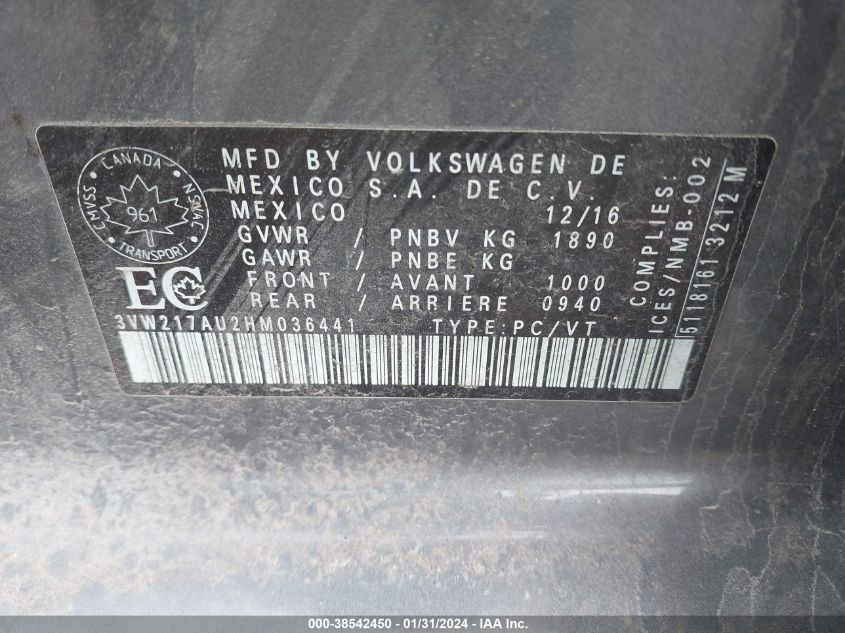 CANADA
CMVSS
NSVAC
961
TRANSPORT
EC
MFD BY VOLKSWAGEN DE
MEXICO S.A. DE C.V.
MEXICO 12/16
GVWR / PNBV KG 1890
GAWR / PNBE KG
FRONT / AVANT 1000
REAR / ARRIERE 0940
3VW217AU2HM036441 TYPE:PC/VT
COMPLIES:
ICES/NMB-002
5118161 3212 M
000-38542450 - 01/31/2024 - IAA Inc.